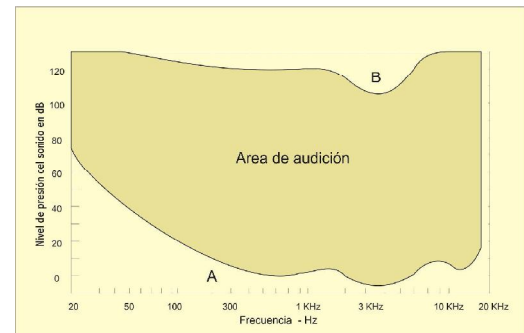 120
B
100
Area de audición
80
60
40
20
A
0
20 50 100 300 1 KHz 3 KHz 10 KHz 20 KHz
Frecuencia - Hz
Nivel de presión cel sonido en dB